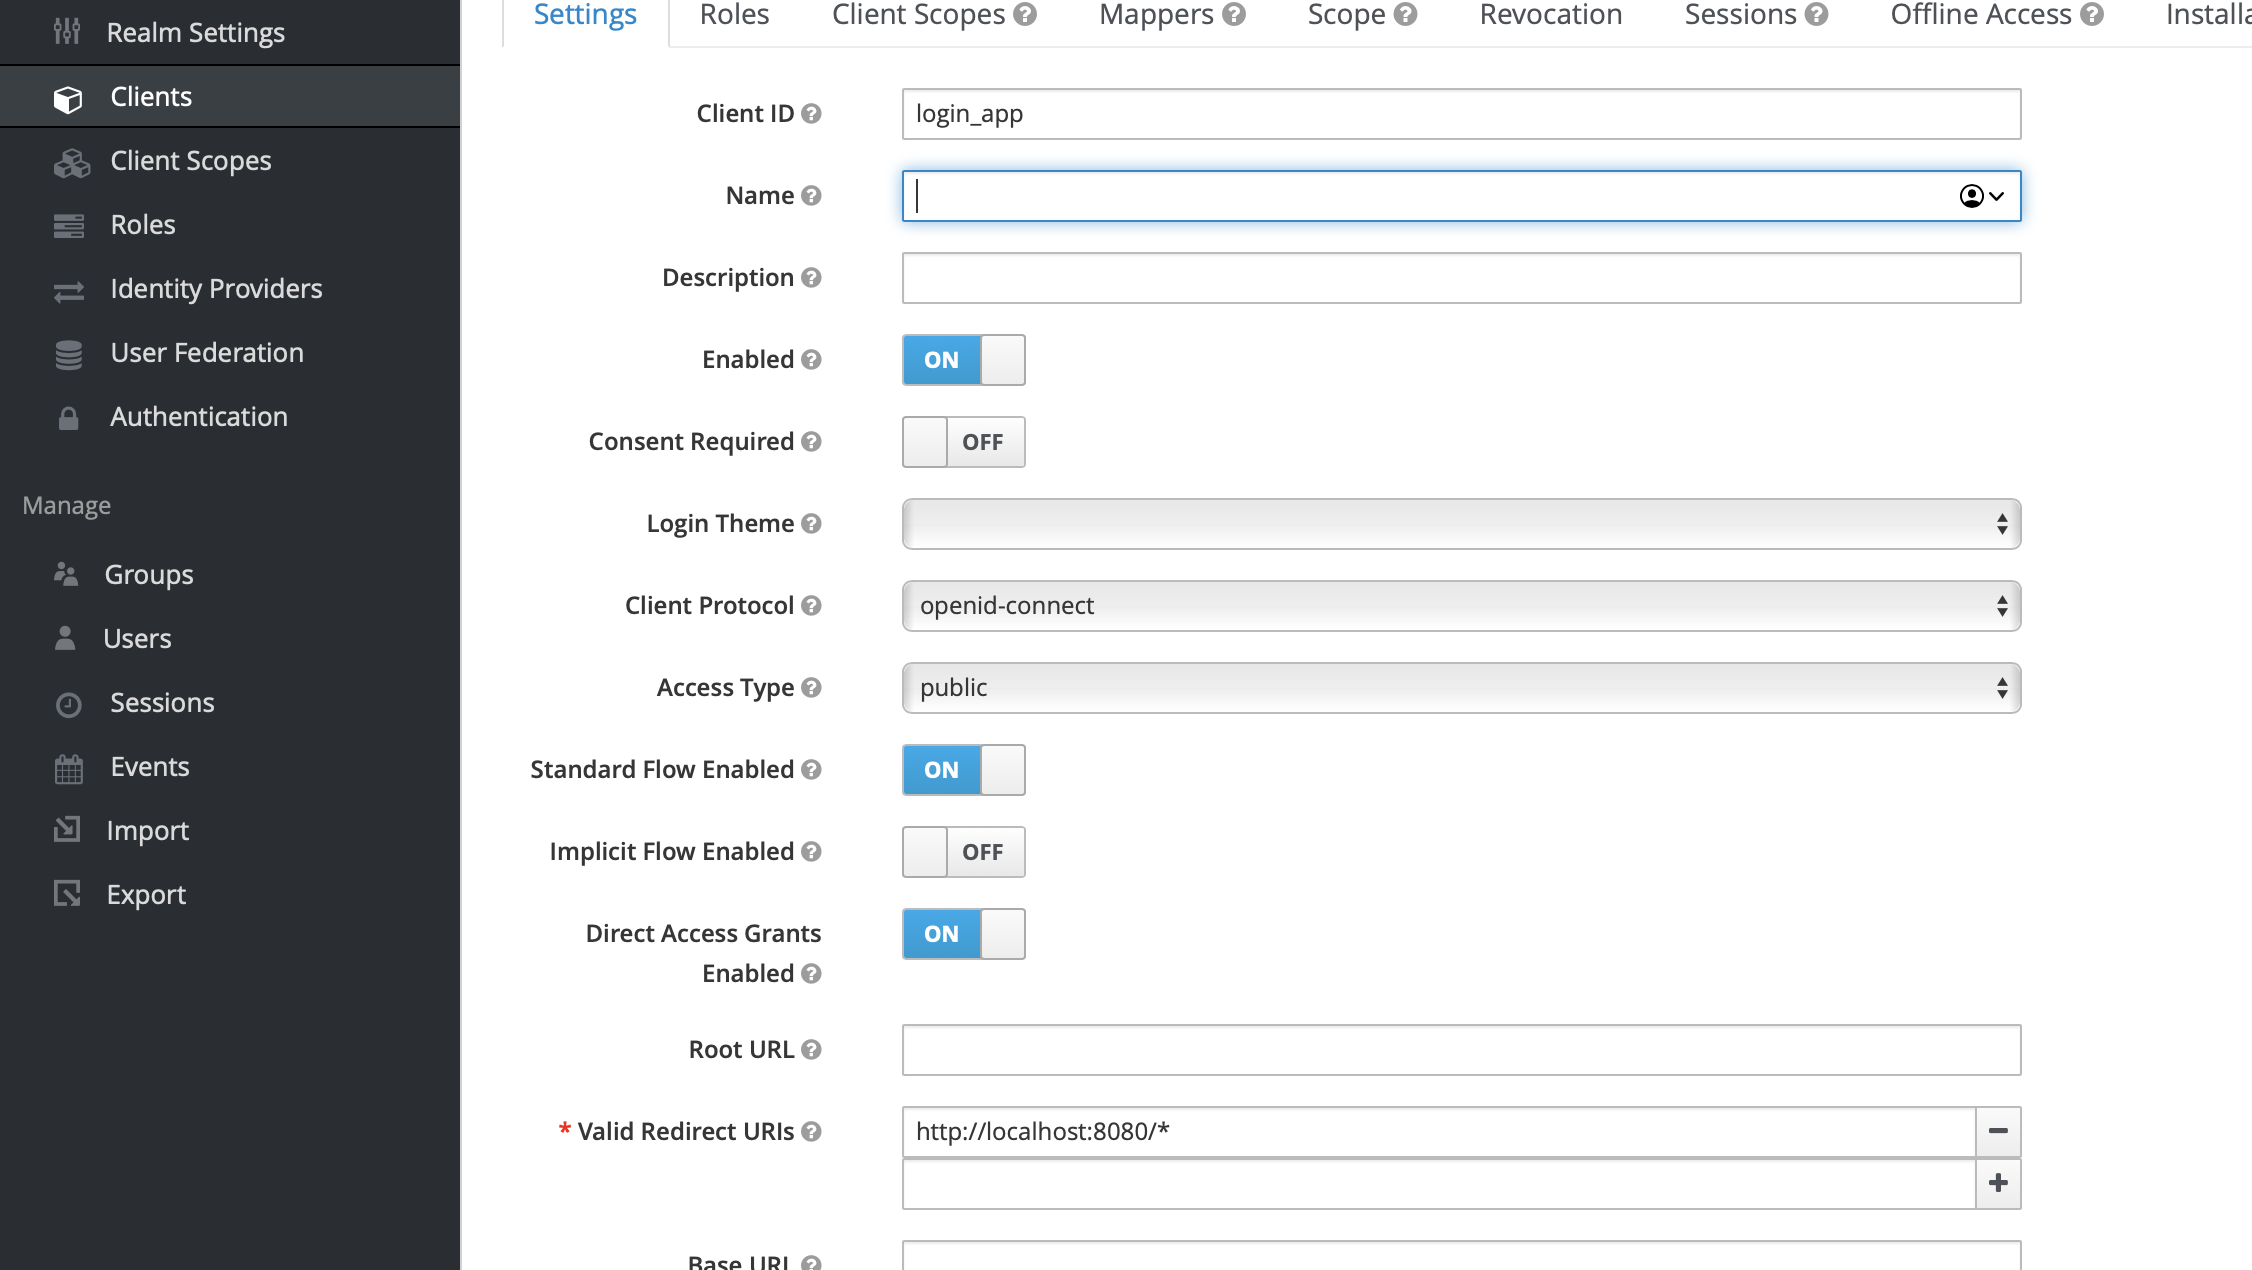 Realm Settings
Clients
Client Scopes
Roles
Identity Providers
User Federation
Authentication
Manage
Groups
Users
Sessions
Events
Import
Export
Settings Roles Client Scopes Mappers Scope Revocation Sessions Offline Access Installa
Client ID login_app
Name
Description
Enabled ON
Consent Required OFF
Login Theme
Client Protocol openid-connect
Access Type public
Standard Flow Enabled ON
Implicit Flow Enabled OFF
Direct Access Grants ON
Enabled
Root URL
* Valid Redirect URIs http://localhost:8080/*
Base URL